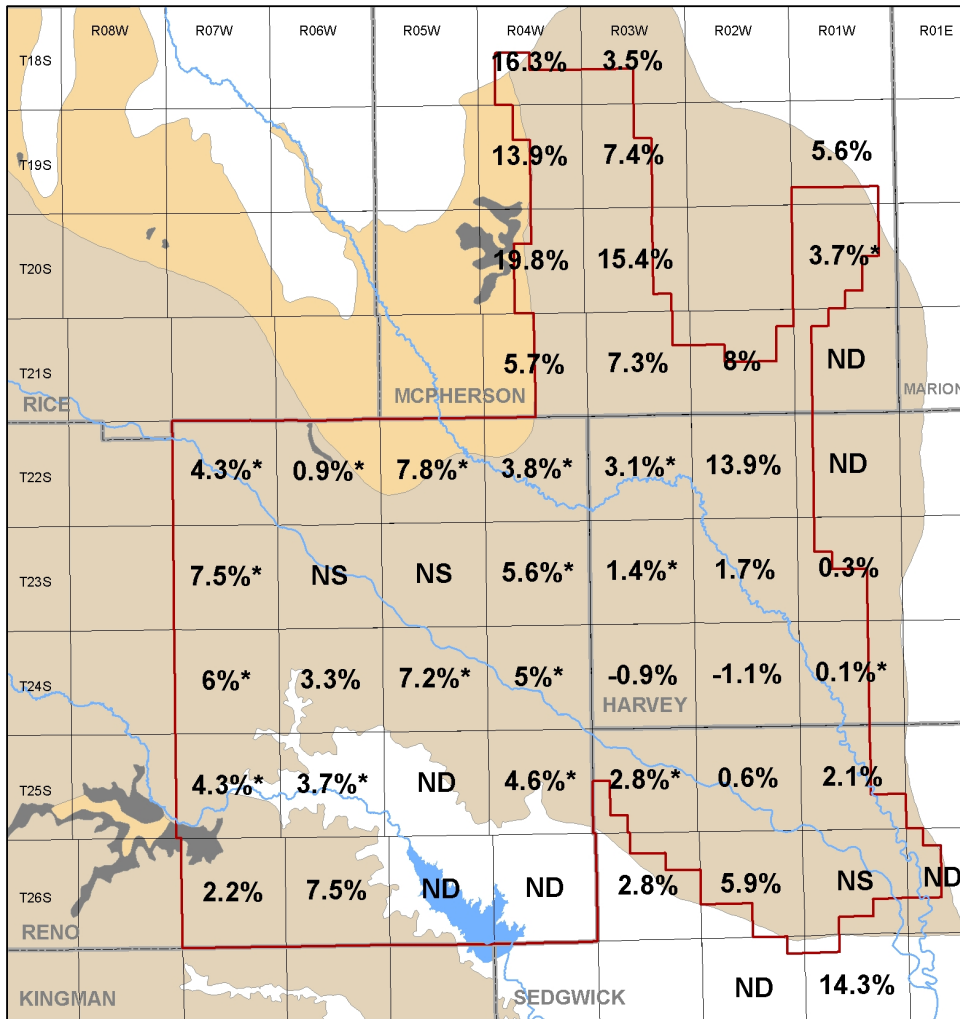 R08W R07W R06W R05W R04W R03W R02W R01W R01E
T18S 16.3% 3.5%
T19S 13.9% 7.4% 5.6%
T20S 19.8% 15.4% 3.7%*
T21S 5.7% 7.3% 8% ND
RICE MCPHERSON MARION
T22S 4.3%* 0.9%* 7.8%* 3.8%* 3.1%* 13.9% ND
T23S 7.5%* NS NS 5.6%* 1.4%* 1.7% 0.3%
T24S 6%* 3.3% 7.2%* 5%* -0.9% -1.1% 0.1%*
HARVEY
T25S 4.3%* 3.7%* ND 4.6%* 2.8%* 0.6% 2.1%
T26S 2.2% 7.5% ND ND 2.8% 5.9% NS ND
RENO
KINGMAN SEDGWICK ND 14.3%